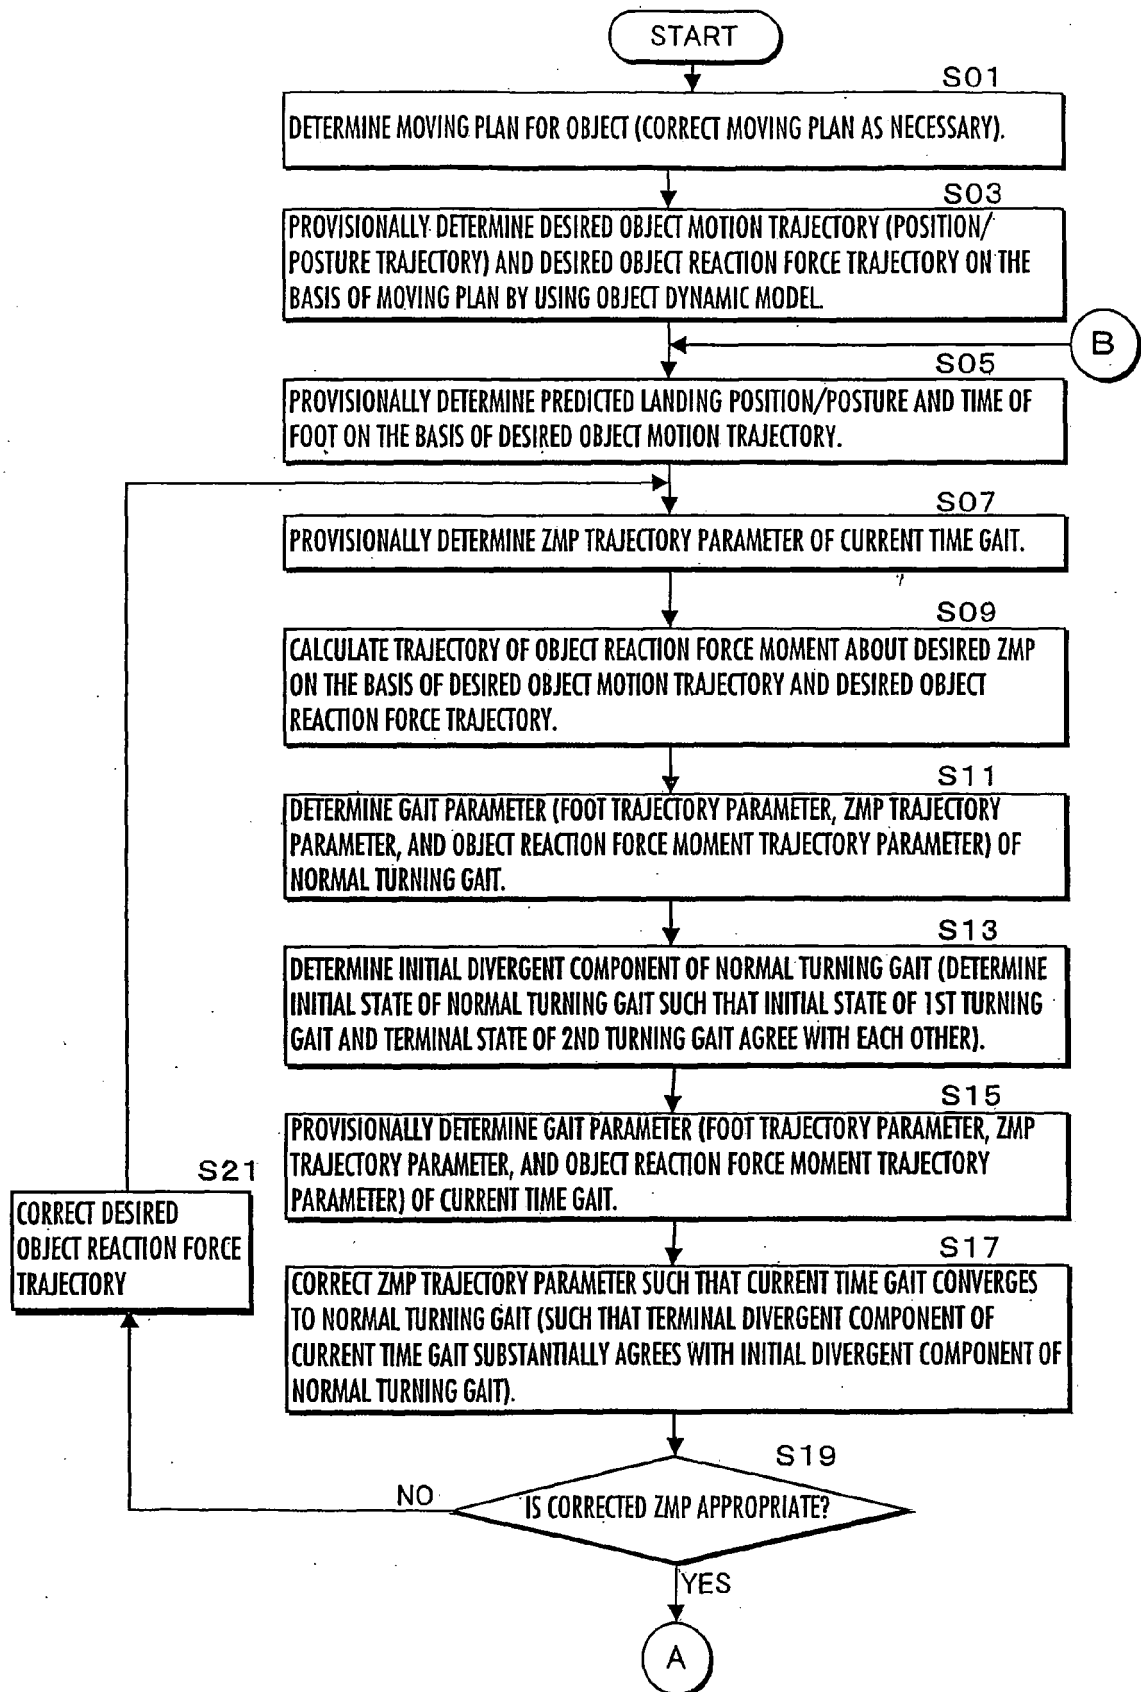 START
S01
DETERMINE MOVING PLAN FOR OBJECT (CORRECT MOVING PLAN AS NECESSARY).
S03
PROVISIONALLY DETERMINE DESIRED OBJECT MOTION TRAJECTORY (POSITION/
POSTURE TRAJECTORY) AND DESIRED OBJECT REACTION FORCE TRAJECTORY ON THE
BASIS OF MOVING PLAN BY USING OBJECT DYNAMIC MODEL.
B
S05
PROVISIONALLY DETERMINE PREDICTED LANDING POSITION/POSTURE AND TIME OF
FOOT ON THE BASIS OF DESIRED OBJECT MOTION TRAJECTORY.
S07
PROVISIONALLY DETERMINE ZMP TRAJECTORY PARAMETER OF CURRENT TIME GAIT.
S09
CALCULATE TRAJECTORY OF OBJECT REACTION FORCE MOMENT ABOUT DESIRED ZMP
ON THE BASIS OF DESIRED OBJECT MOTION TRAJECTORY AND DESIRED OBJECT
REACTION FORCE TRAJECTORY.
S11
DETERMINE GAIT PARAMETER (FOOT TRAJECTORY PARAMETER, ZMP TRAJECTORY
PARAMETER, AND OBJECT REACTION FORCE MOMENT TRAJECTORY PARAMETER) OF
NORMAL TURNING GAIT.
S13
DETERMINE INITIAL DIVERGENT COMPONENT OF NORMAL TURNING GAIT (DETERMINE
INITIAL STATE OF NORMAL TURNING GAIT SUCH THAT INITIAL STATE OF 1ST TURNING
GAIT AND TERMINAL STATE OF 2ND TURNING GAIT AGREE WITH EACH OTHER).
S15
PROVISIONALLY DETERMINE GAIT PARAMETER (FOOT TRAJECTORY PARAMETER, ZMP
TRAJECTORY PARAMETER, AND OBJECT REACTION FORCE MOMENT TRAJECTORY
PARAMETER) OF CURRENT TIME GAIT.
S21
CORRECT DESIRED
OBJECT REACTION FORCE
TRAJECTORY
S17
CORRECT ZMP TRAJECTORY PARAMETER SUCH THAT CURRENT TIME GAIT CONVERGES
TO NORMAL TURNING GAIT (SUCH THAT TERMINAL DIVERGENT COMPONENT OF
CURRENT TIME GAIT SUBSTANTIALLY AGREES WITH INITIAL DIVERGENT COMPONENT OF
NORMAL TURNING GAIT).
S19
NO
IS CORRECTED ZMP APPROPRIATE?
YES
A